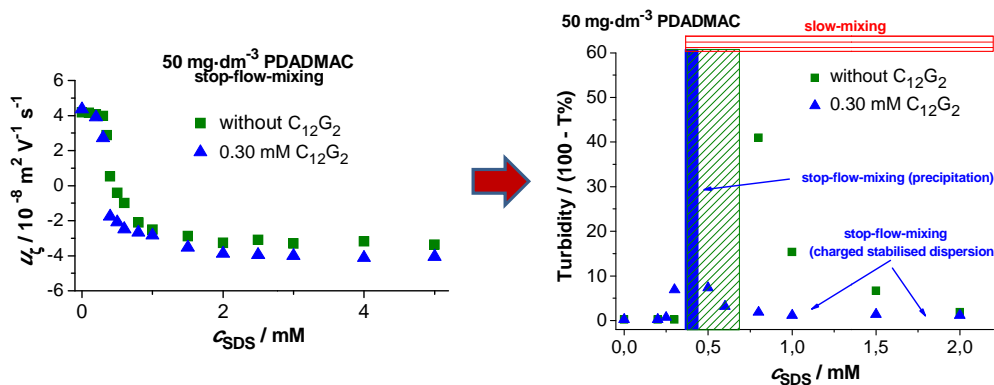 50 mg·dm⁻³ PDADMAC
stop-flow-mixing
without C₁₂G₂
0.30 mM C₁₂G₂
6
4
2
0
-2
-4
-6
u_ζ / 10⁻⁸ m² V⁻¹ s⁻¹
0 2 4
c_SDS / mM
50 mg·dm⁻³ PDADMAC
slow-mixing
without C₁₂G₂
0.30 mM C₁₂G₂
stop-flow-mixing (precipitation)
stop-flow-mixing
(charged stabilised dispersion
60
50
40
30
20
10
0
Turbidity / (100 - T%)
0,0 0,5 1,0 1,5 2,0
c_SDS / mM